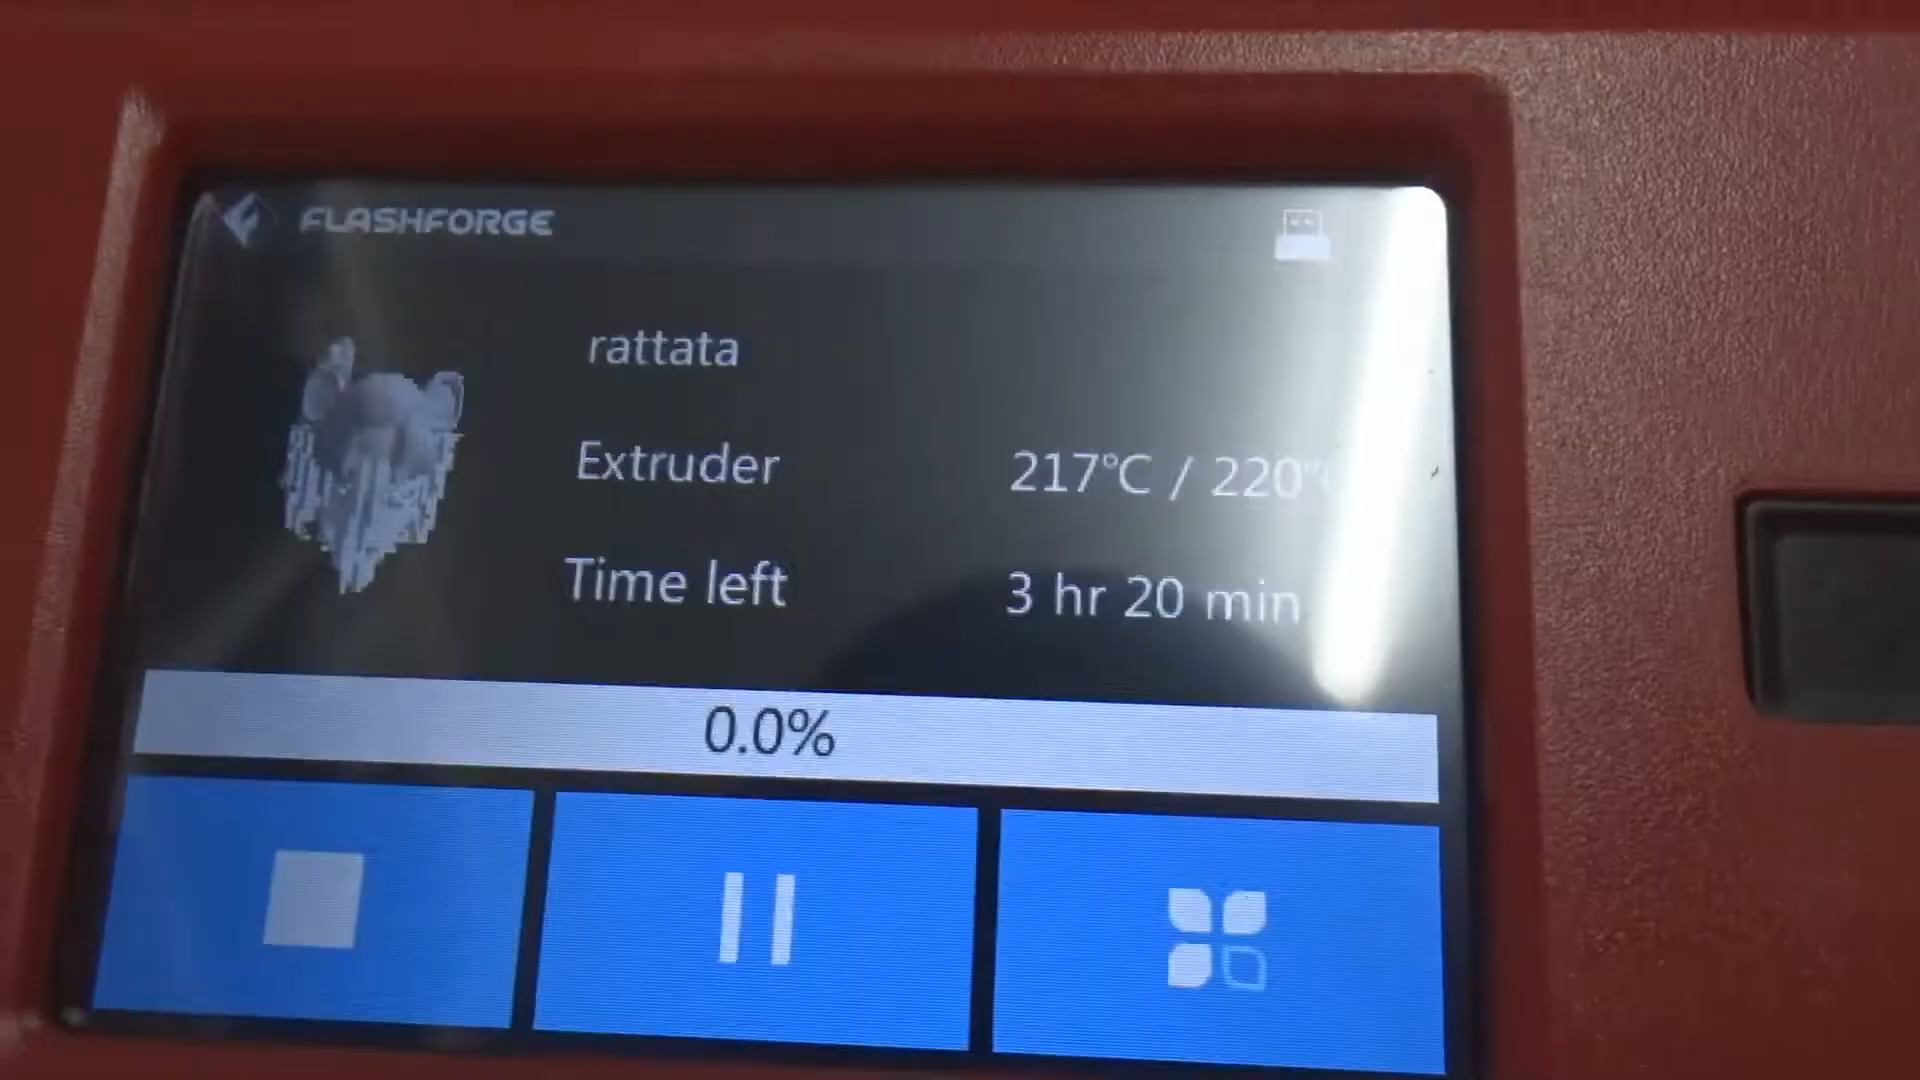 FLASHFORGE
rattata
Extruder 217°C / 220°
Time left 3 hr 20 min
0.0%